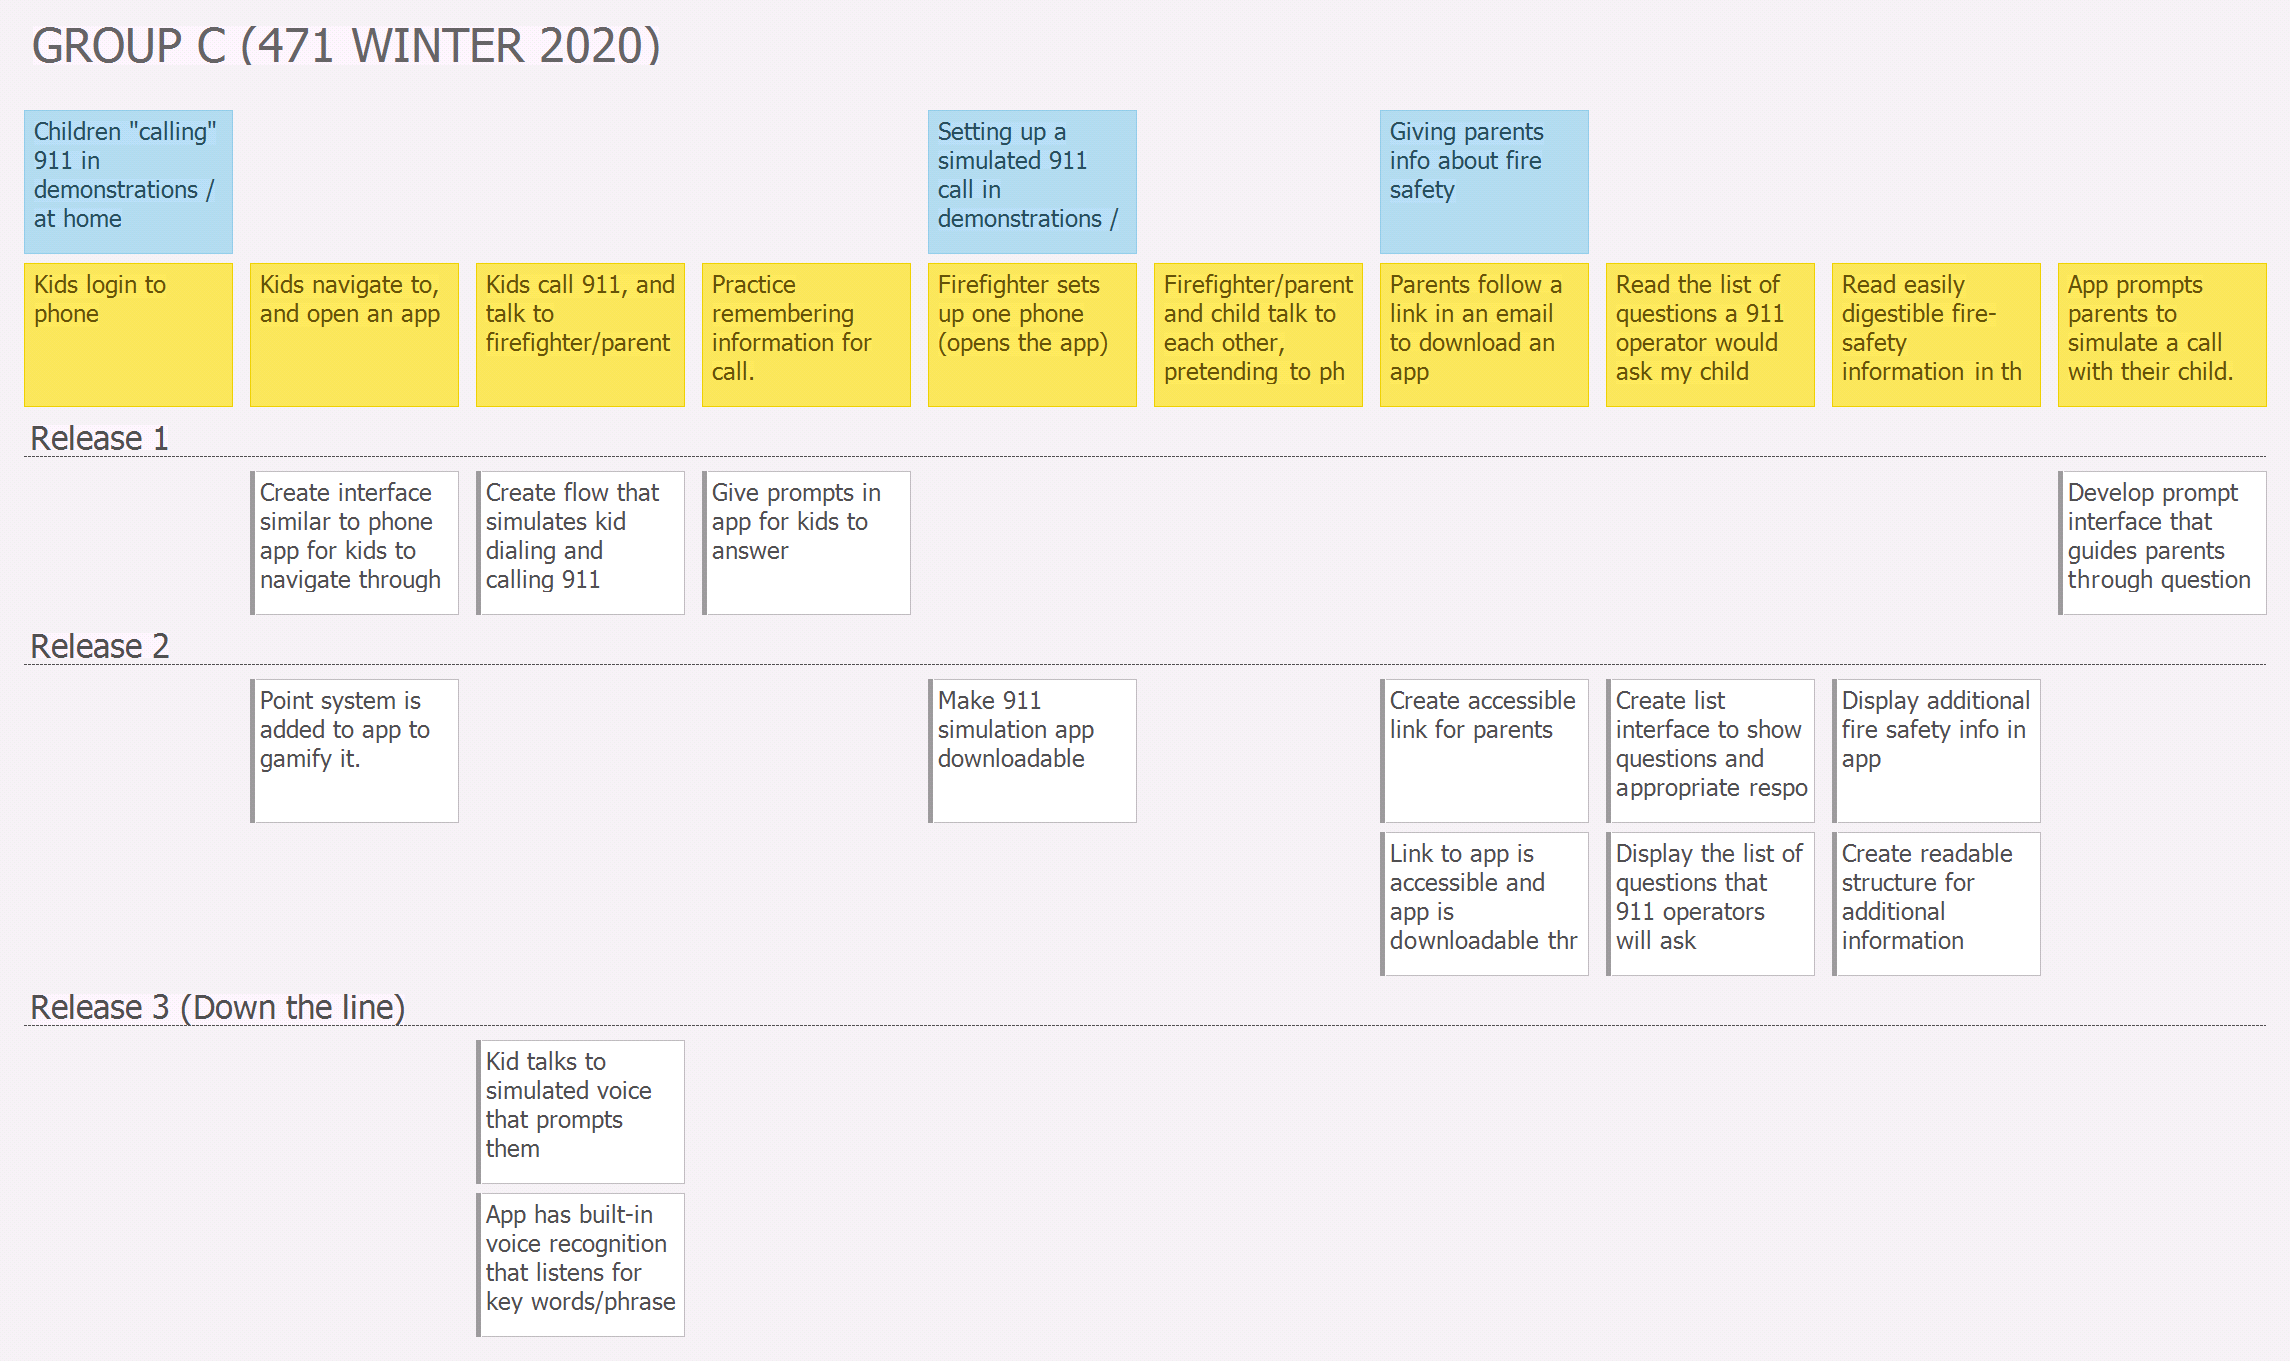 GROUP C (471 WINTER 2020)
Children "calling"
911 in
demonstrations /
at home
Setting up a
simulated 911
call in
demonstrations /
Giving parents
info about fire
safety
Kids login to
phone
Kids navigate to,
and open an app
Kids call 911, and
talk to
firefighter/parent
Practice
remembering
information for
call.
Firefighter sets
up one phone
(opens the app)
Firefighter/parent
and child talk to
each other,
pretending to ph
Parents follow a
link in an email
to download an
app
Read the list of
questions a 911
operator would
ask my child
Read easily
digestible fire-
safety
information in th
App prompts
parents to
simulate a call
with their child.
Release 1
Create interface
similar to phone
app for kids to
navigate through
Create flow that
simulates kid
dialing and
calling 911
Give prompts in
app for kids to
answer
Develop prompt
interface that
guides parents
through question
Release 2
Point system is
added to app to
gamify it.
Make 911
simulation app
downloadable
Create accessible
link for parents
Create list
interface to show
questions and
appropriate respo
Display additional
fire safety info in
app
Link to app is
accessible and
app is
downloadable thr
Display the list of
questions that
911 operators
will ask
Create readable
structure for
additional
information
Release 3 (Down the line)
Kid talks to
simulated voice
that prompts
them
App has built-in
voice recognition
that listens for
key words/phrase